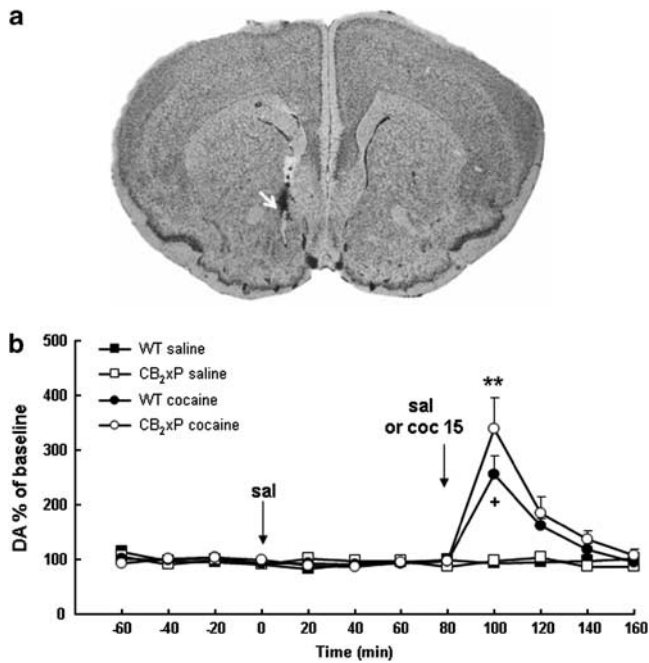 a
b
500
400
300
200
100
0
DA % of baseline
WT saline
CB₂xP saline
WT cocaine
CB₂xP cocaine
sal
sal
or coc 15
**
+
-60 -40 -20 0 20 40 60 80 100 120 140 160
Time (min)